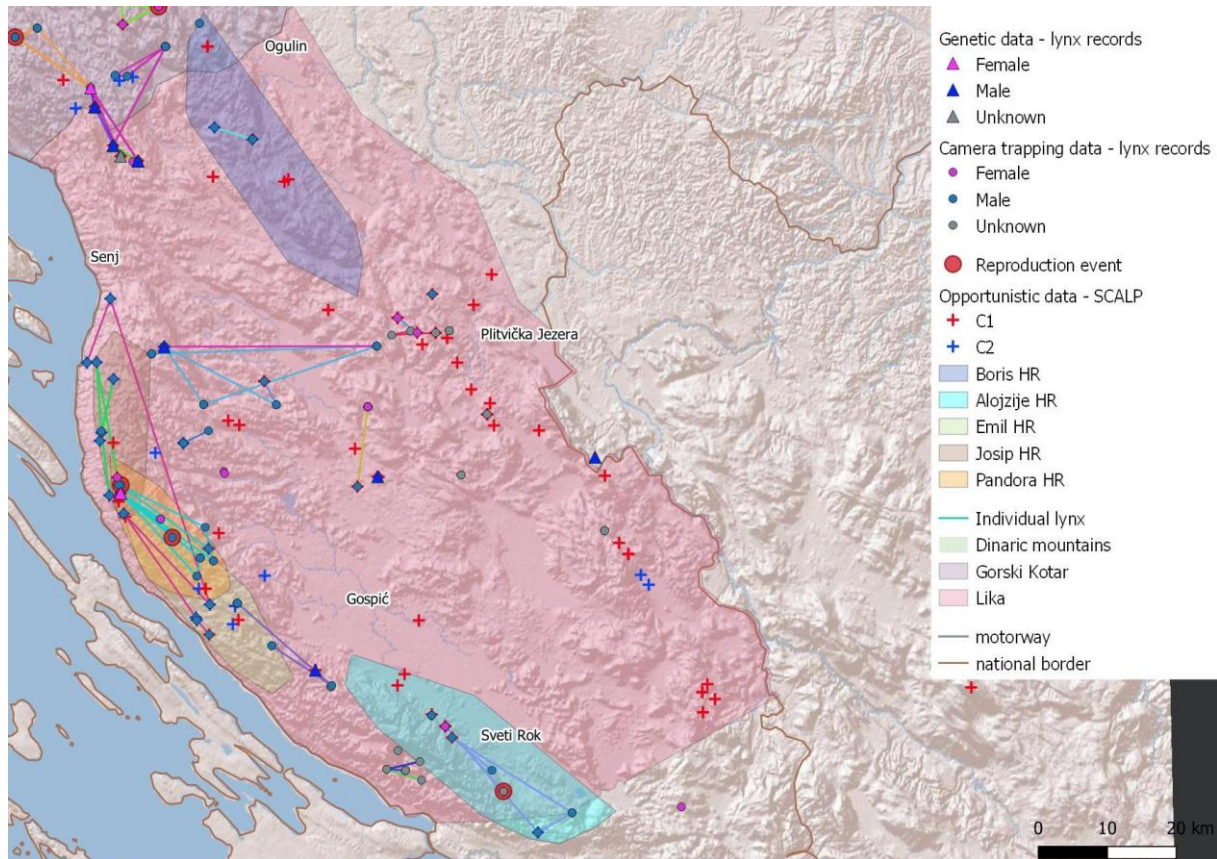 Ogulin
Senj
Plitvička Jezera
Gospić
Sveti Rok
Genetic data - lynx records
Female
Male
Unknown
Camera trapping data - lynx records
Female
Male
Unknown
Reproduction event
Opportunistic data - SCALP
C1
C2
Boris HR
Alojzije HR
Emil HR
Josip HR
Pandora HR
Individual lynx
Dinaric mountains
Gorski Kotar
Lika
motorway
national border
0 10 20 km